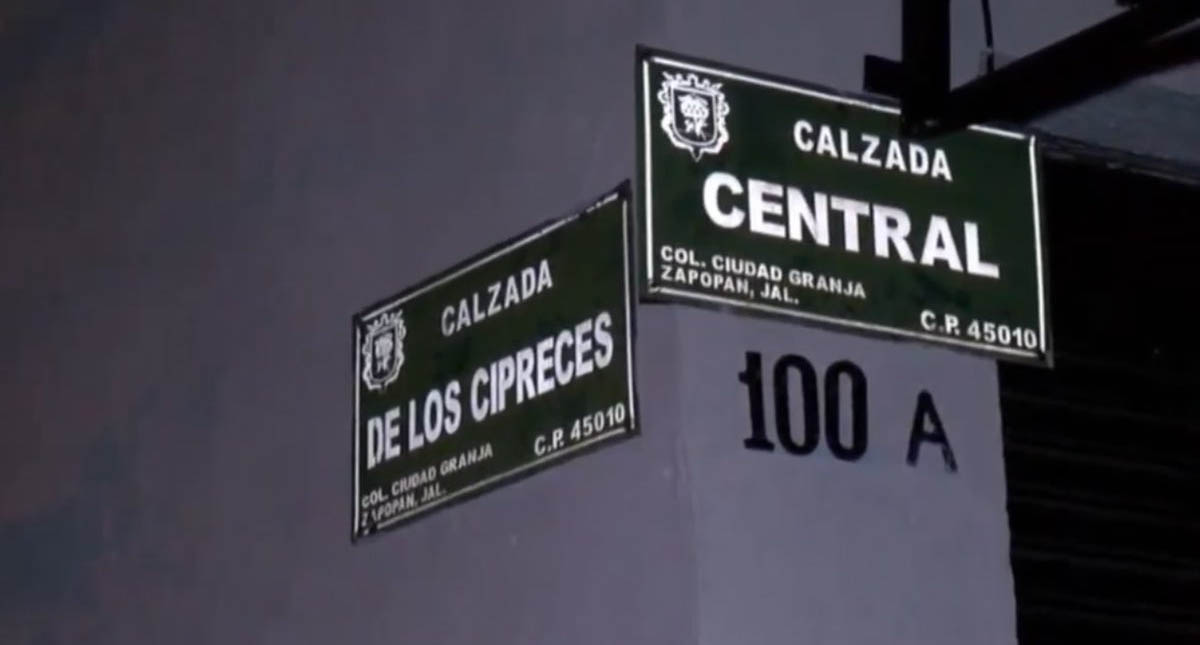 CALZADA
DE LOS CIPRECES
COL. CIUDAD GRANJA
ZAPOPAN, JAL.
C.P. 45010
CALZADA
CENTRAL
COL. CIUDAD GRANJA
ZAPOPAN, JAL.
C.P. 45010
100 A